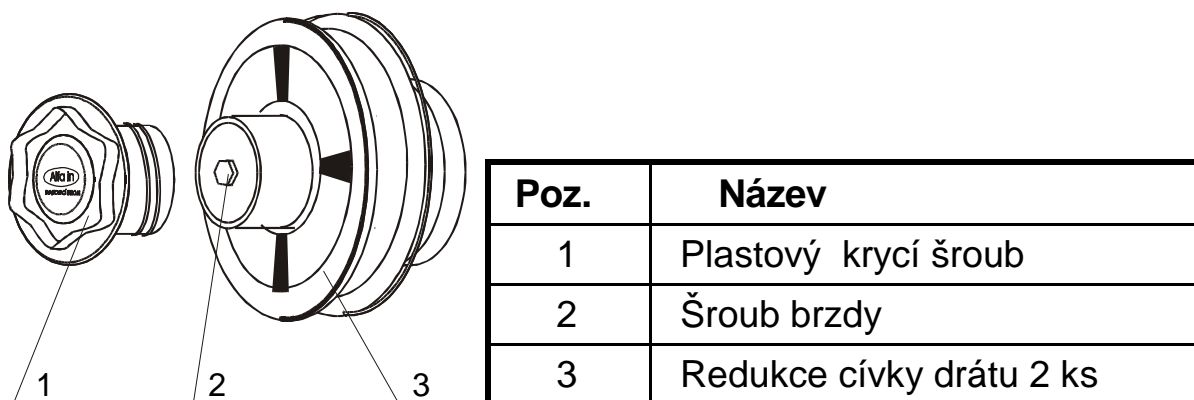 Alfa in
1
2
3
Poz. Název
1 Plastový krycí šroub
2 Šroub brzdy
3 Redukce cívky drátu 2 ks